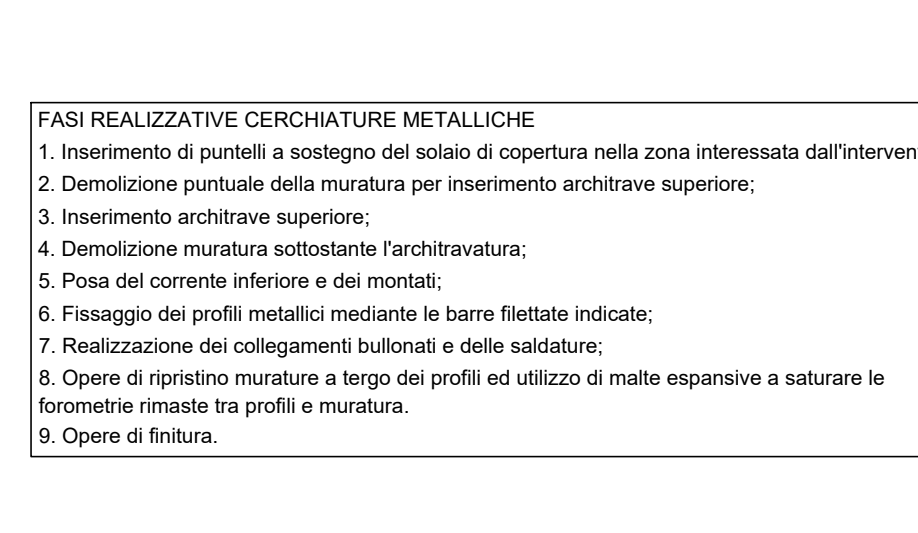 FASI REALIZZATIVE CERCHIATURE METALLICHE
1. Inserimento di puntelli a sostegno del solaio di copertura nella zona interessata
2. Demolizione puntuale della muratura per inserimento architrave superiore;
3. Inserimento architrave superiore;
4. Demolizione muratura sottostante l'architravatura;
5. Posa del corrente inferiore e dei montati;
6. Fissaggio dei profili metallici mediante le barre filettate indicate;
7. Realizzazione dei collegamenti bullonati e delle saldature;
8. Opere di ripristino murature a tergo dei profili ed utilizzo di malte espansive a saturare le
forometrie rimaste tra profili e muratura.
9. Opere di finitura.